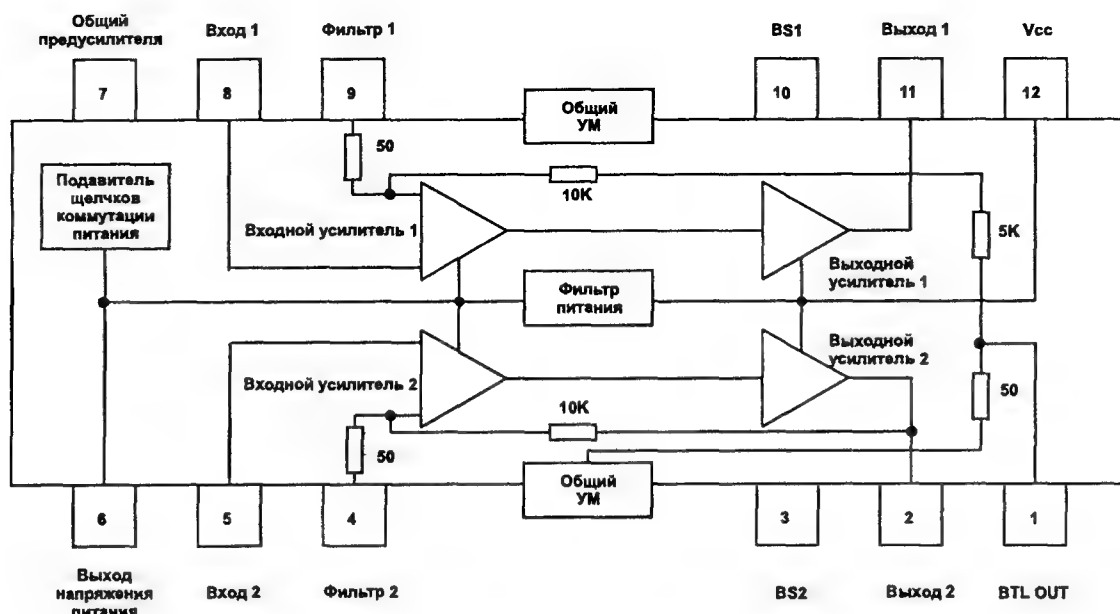 Общий
предусилителя
Вход 1
Фильтр 1
BS1
Выход 1
Vcc
7
8
9
Общий
УМ
10
11
12
50
10K
Подавитель
щелчков
коммутации
питания
Входной усилитель 1
5K
Выходной
усилитель 1
Фильтр
питания
Выходной
усилитель 2
Входной усилитель 2
10K
50
50
Общий
УМ
6
5
4
3
2
1
Выход
напряжения
питания
Вход 2
Фильтр 2
BS2
Выход 2
BTL OUT